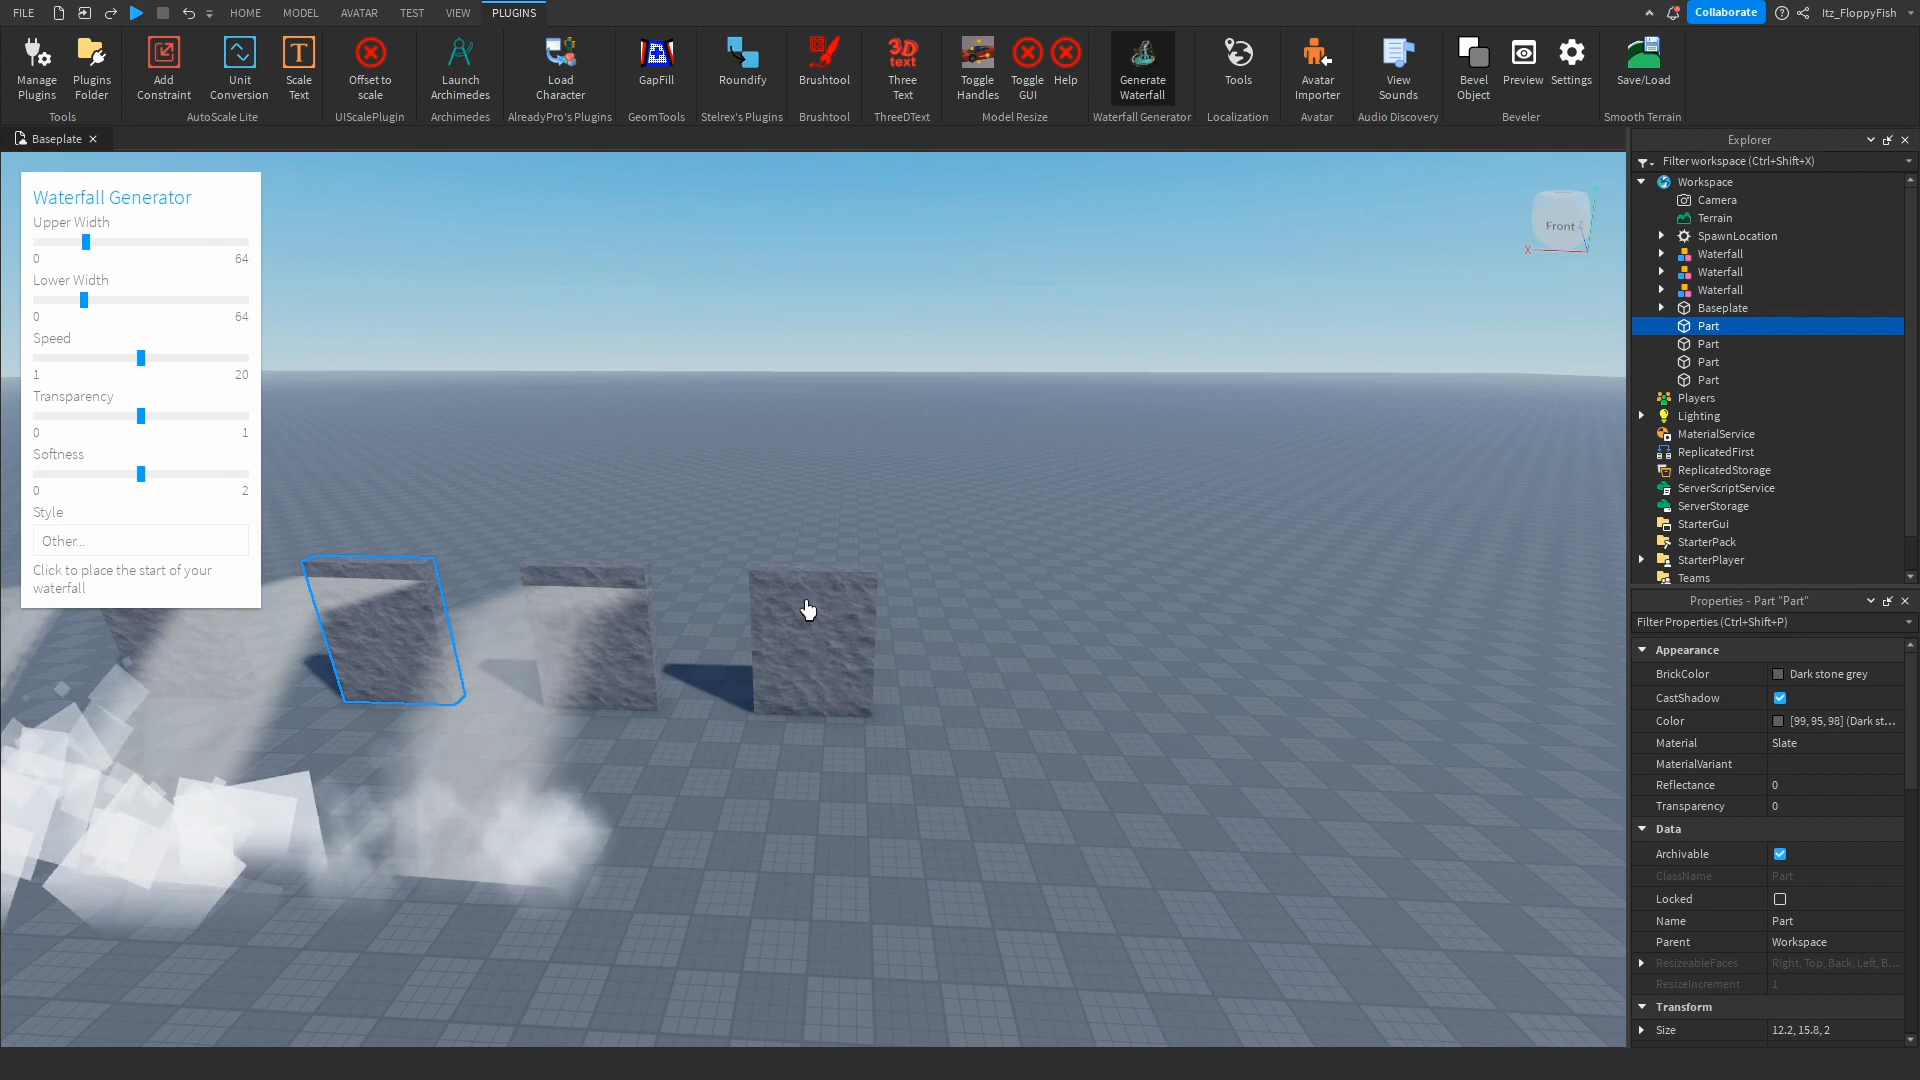 FILE HOME MODEL AVATAR TEST VIEW PLUGINS Collaborate Itz_FloppyFish
Manage Plugins
Plugins Folder
Tools
Add Constraint
Unit Conversion
Scale Text
AutoScale Lite
Offset to scale
UIScalePlugin
Launch Archimedes
Archimedes
Load Character
AlreadyPro's Plugins
GapFill
GeomTools
Roundify
Stelrex's Plugins
Brushtool
Brushtool
3D text
Three Text
ThreeDText
Toggle Handles
Toggle GUI
Help
Model Resize
Generate Waterfall
Waterfall Generator
Tools
Localization
Avatar Importer
Avatar
View Sounds
Audio Discovery
Bevel Object
Preview
Settings
Beveler
Save/Load
Smooth Terrain
Baseplate
Waterfall Generator
Upper Width
0 64
Lower Width
0 64
Speed
1 20
Transparency
0 1
Softness
0 2
Style
Other...
Click to place the start of your
waterfall
Front
X
Z
Explorer
Filter workspace (Ctrl+Shift+X)
Workspace
Camera
Terrain
SpawnLocation
Waterfall
Waterfall
Waterfall
Baseplate
Part
Part
Part
Part
Players
Lighting
MaterialService
ReplicatedFirst
ReplicatedStorage
ServerScriptService
ServerStorage
StarterGui
StarterPack
StarterPlayer
Teams
Properties - Part "Part"
Filter Properties (Ctrl+Shift+P)
Appearance
BrickColor Dark stone grey
CastShadow
Color [99, 95, 98] (Dark st...
Material Slate
MaterialVariant
Reflectance 0
Transparency 0
Data
Archivable
ClassName Part
Locked
Name Part
Parent Workspace
ResizeableFaces Right, Top, Back, Left, B...
ResizeIncrement 1
Transform
Size 12.2, 15.8, 2